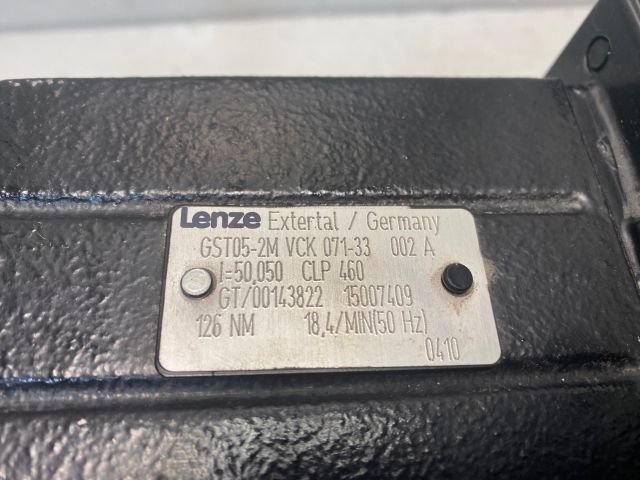 Lenze Extertal / Germany
GST05-2M VCK 071-33 002 A
I=50,050 CLP 460
GT/00143822 15007409
126 NM 18,4/MIN(50 Hz)
0410